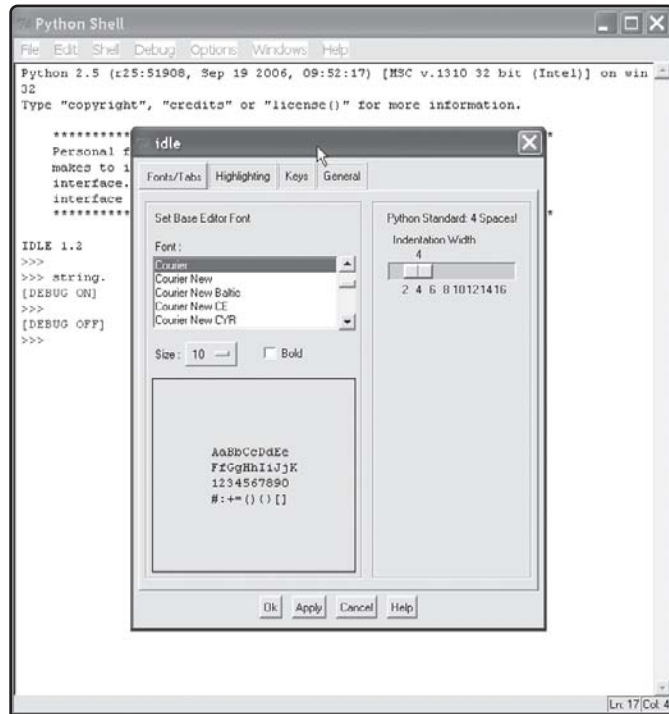 Python Shell
File Edit Shell Debug Options Windows Help
Python 2.5 (r25:51908, Sep 19 2006, 09:52:17) [MSC v.1310 32 bit (Intel)] on win
32
Type "copyright", "credits" or "license()" for more information.
**********
Personal f
makes to i
interface.
interface
**********
*
*
IDLE 1.2
>>>
>>> string.
[DEBUG ON]
>>>
[DEBUG OFF]
>>>
idle
Fonts/Tabs Highlighting Keys General
Set Base Editor Font
Font :
Courier
Courier New
Courier New Baltic
Courier New CE
Courier New CYR
Size : 10 Bold
AaBbCcDdEe
FfGgHhIiJjK
1234567890
#:+=(){}[]
Python Standard: 4 Spaces!
Indentation Width
4
2 4 6 8 10 12 14 16
Ok Apply Cancel Help
Ln: 17 Col: 4